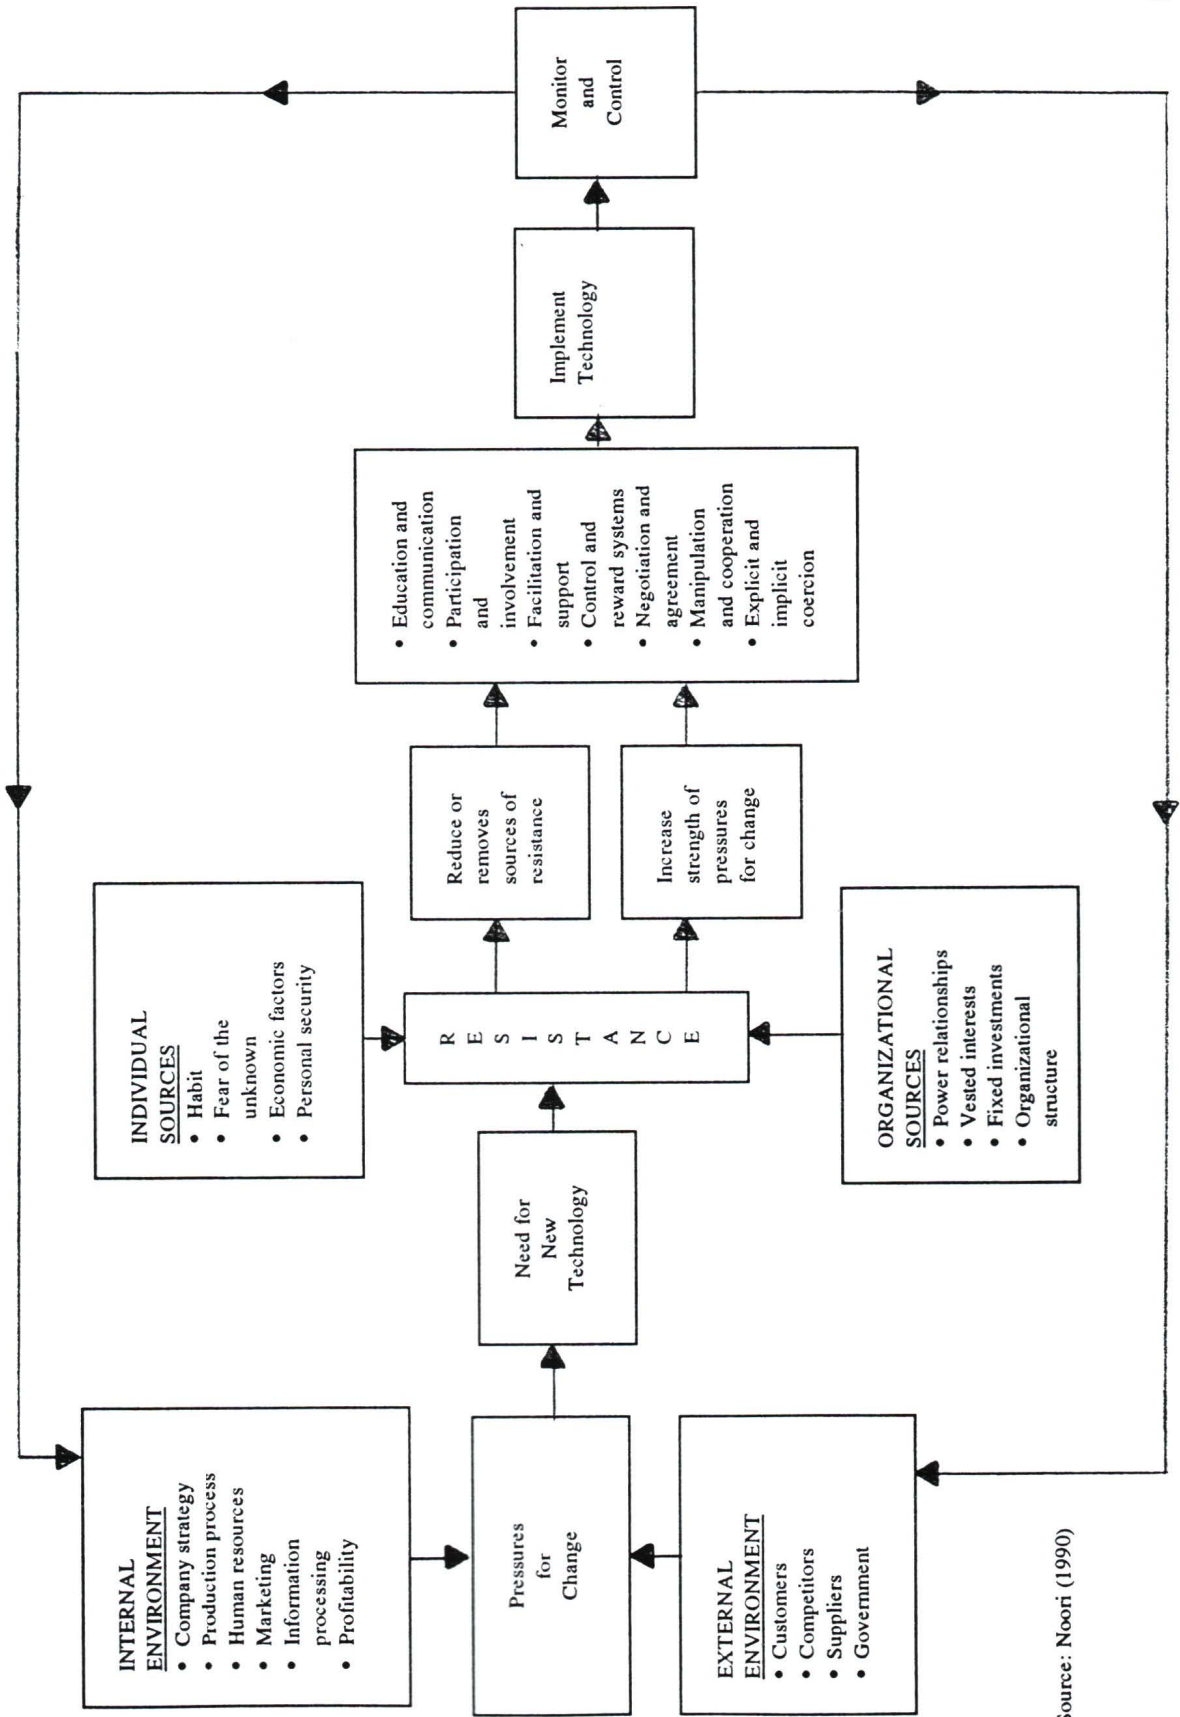 INTERNAL
ENVIRONMENT
• Company strategy
• Production process
• Human resources
• Marketing
• Information
processing
• Profitability
Pressures
for
Change
EXTERNAL
ENVIRONMENT
• Customers
• Competitors
• Suppliers
• Government
Need for
New
Technology
INDIVIDUAL
SOURCES
• Habit
• Fear of the
unknown
• Economic factors
• Personal security
R
E
S
I
S
T
A
N
C
E
ORGANIZATIONAL
SOURCES
• Power relationships
• Vested interests
• Fixed investments
• Organizational
structure
Reduce or
removes
sources of
resistance
Increase
strength of
pressures
for change
• Education and
communication
• Participation
and
involvement
• Facilitation and
support
• Control and
reward systems
• Negotiation and
agreement
• Manipulation
and cooperation
• Explicit and
implicit
coercion
Implement
Technology
Monitor
and
Control
Source: Noori (1990)